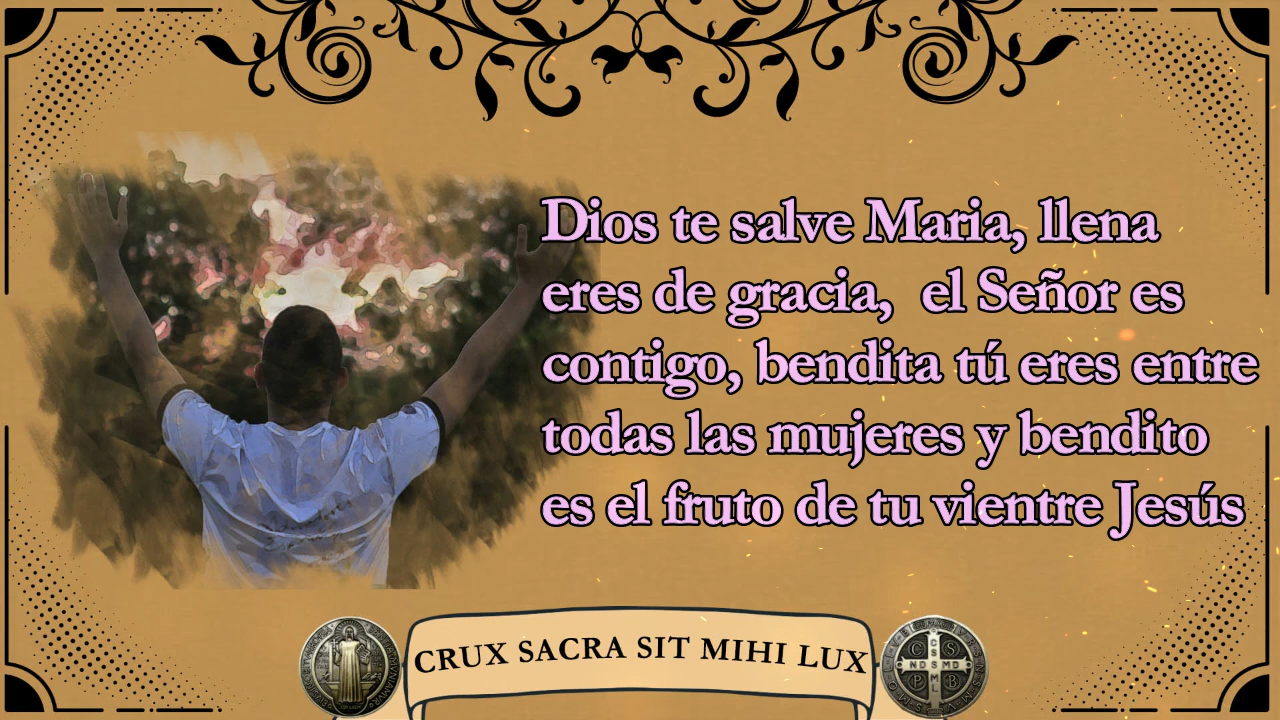 Dios te salve Maria, llena
eres de gracia,  el Señor es
contigo, bendita tú eres entre
todas las mujeres y bendito
es el fruto de tu vientre Jesús
CRUX SACRA SIT MIHI LUX
C S
C
S
N D S M D
M
L
P B